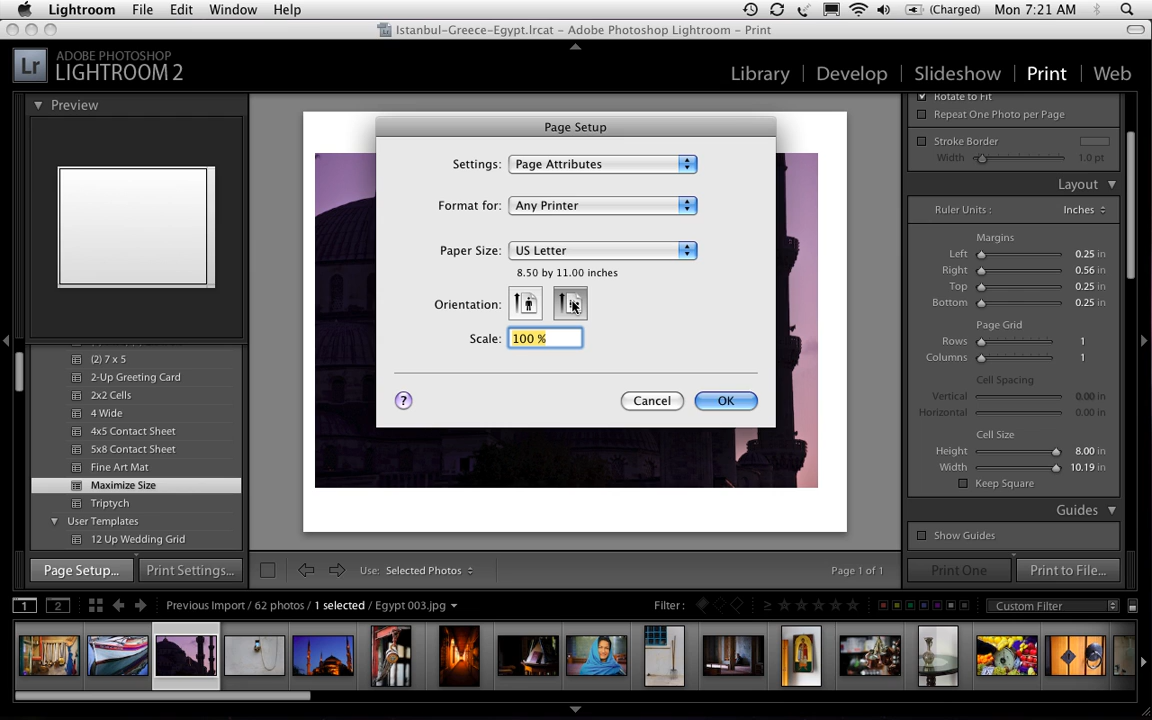 Lightroom File Edit Window Help (Charged) Mon 7:21 AM
Istanbul-Greece-Egypt.lrcat - Adobe Photoshop Lightroom - Print
Lr ADOBE PHOTOSHOP
LIGHTROOM 2
Library | Develop | Slideshow | Print | Web
Preview
(2) 7 x 5
2-Up Greeting Card
2x2 Cells
4 Wide
4x5 Contact Sheet
5x8 Contact Sheet
Fine Art Mat
Maximize Size
Triptych
User Templates
12 Up Wedding Grid
Page Setup... Print Settings...
Page Setup
Settings: Page Attributes
Format for: Any Printer
Paper Size: US Letter
8.50 by 11.00 inches
Orientation:
Scale: 100 %
? Cancel OK
Use: Selected Photos Page 1 of 1
Rotate to Fit
Repeat One Photo per Page
Stroke Border
Width 1.0 pt
Layout
Ruler Units : Inches
Margins
Left 0.25 in
Right 0.56 in
Top 0.25 in
Bottom 0.25 in
Page Grid
Rows 1
Columns 1
Cell Spacing
Vertical 0.00 in
Horizontal 0.00 in
Cell Size
Height 8.00 in
Width 10.19 in
Keep Square
Guides
Show Guides
Print One Print to File...
1 2 Previous Import / 62 photos / 1 selected / Egypt 003.jpg Filter : Custom Filter